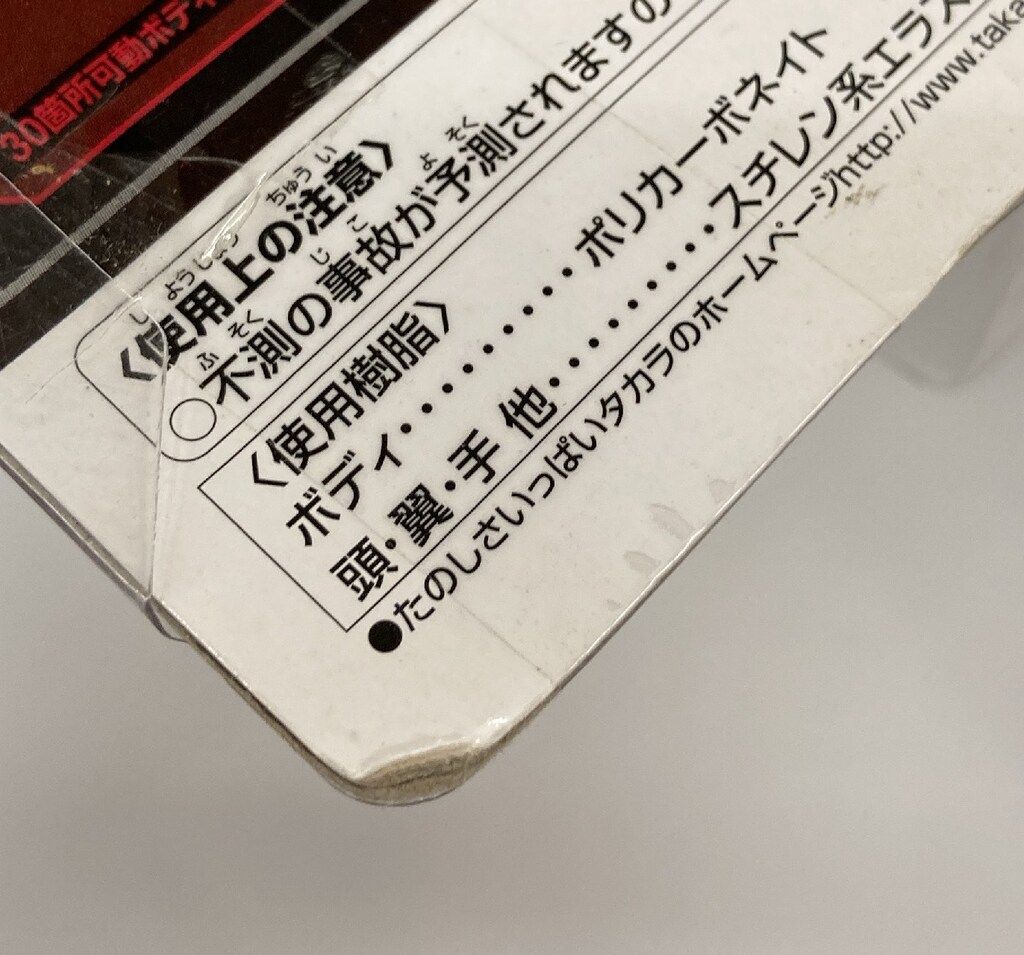 30箇所可動ボディ
〈使用上の注意〉
○不測の事故が予測されますの
〈使用樹脂〉
ボディ・・・・・・・・・・・ポリカーボネイト
頭・翼・手 他・・・・・・・・・・スチレン系エラス
●たのしさいっぱいタカラのホームページhttp://www.taka